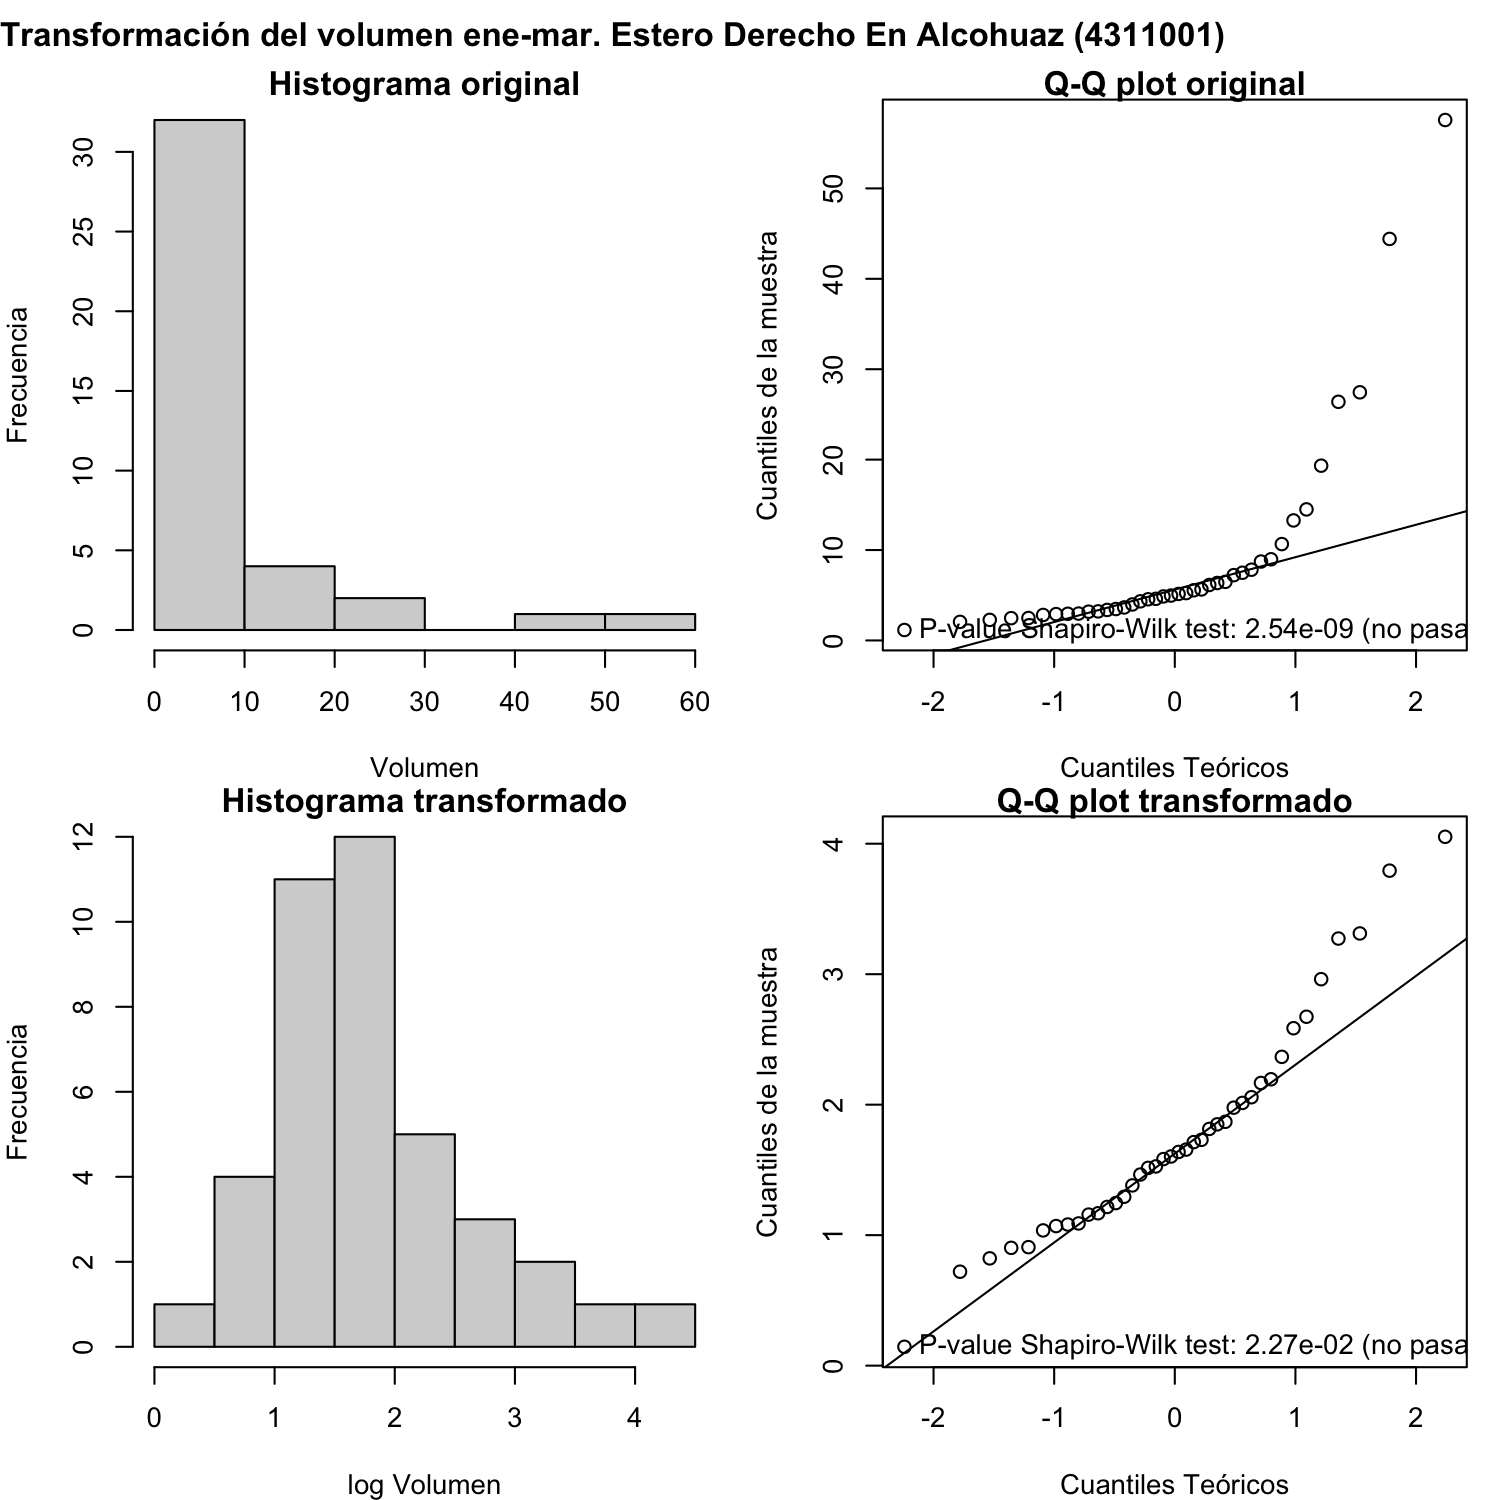 Transformación del volumen ene-mar. Estero Derecho En Alcohuaz (4311001)
Histograma original
Frecuencia
30
25
20
15
10
5
0
0 10 20 30 40 50 60
Volumen
Q-Q plot original
Cuantiles de la muestra
50
40
30
20
10
0
P-value Shapiro-Wilk test: 2.54e-09 (no pasa
-2 -1 0 1 2
Cuantiles Teóricos
Histograma transformado
Frecuencia
12
10
8
6
4
2
0
0 1 2 3 4
log Volumen
Q-Q plot transformado
Cuantiles de la muestra
4
3
2
1
0
P-value Shapiro-Wilk test: 2.27e-02 (no pasa
-2 -1 0 1 2
Cuantiles Teóricos